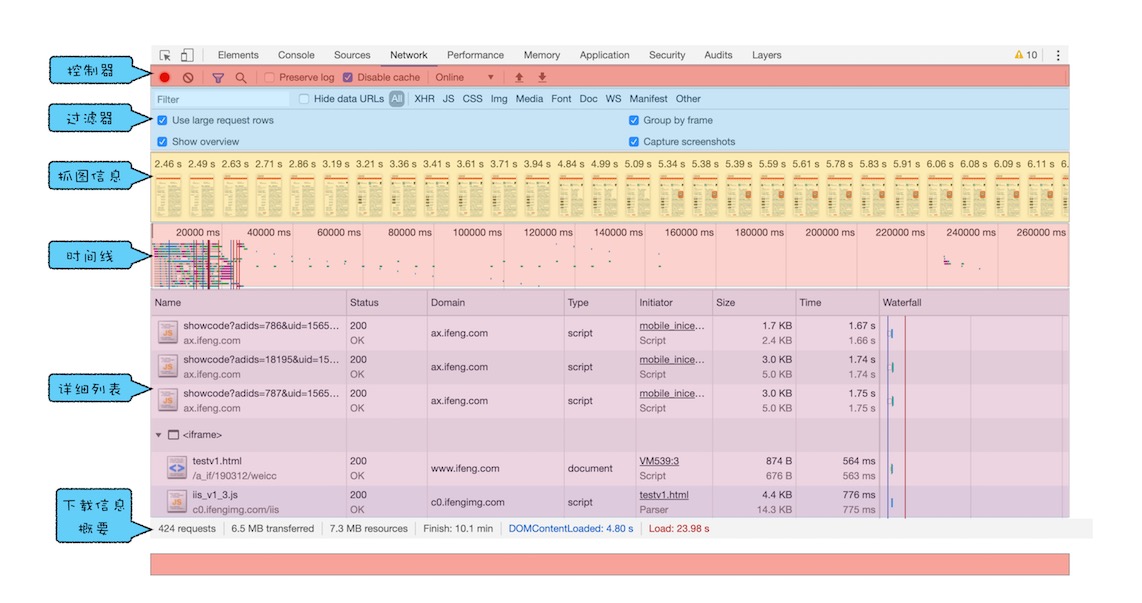 Elements Console Sources Network Performance Memory Application Security Audits Layers 10
控制器
Preserve log Disable cache Online
Filter Hide data URLs All XHR JS CSS Img Media Font Doc WS Manifest Other
过滤器
Use large request rows Group by frame
Show overview Capture screenshots
2.46 s 2.49 s 2.63 s 2.71 s 2.86 s 3.19 s 3.21 s 3.36 s 3.41 s 3.61 s 3.71 s 3.94 s 4.84 s 4.99 s 5.09 s 5.34 s 5.38 s 5.39 s 5.59 s 5.61 s 5.78 s 5.83 s 5.91 s 6.06 s 6.08 s 6.09 s 6.11 s 6.
抓图信息
20000 ms 40000 ms 60000 ms 80000 ms 100000 ms 120000 ms 140000 ms 160000 ms 180000 ms 200000 ms 220000 ms 240000 ms 260000 ms
时间线
Name Status Domain Type Initiator Size Time Waterfall
showcode?adids=786&uid=1565... 200 ax.ifeng.com script mobile_inice... 1.7 KB 1.67 s
ax.ifeng.com OK Script 2.4 KB 1.66 s
showcode?adids=18195&uid=15... 200 ax.ifeng.com script mobile_inice... 3.0 KB 1.74 s
ax.ifeng.com OK Script 5.0 KB 1.74 s
详细列表
showcode?adids=787&uid=1565... 200 ax.ifeng.com script mobile_inice... 3.0 KB 1.75 s
ax.ifeng.com OK Script 5.0 KB 1.75 s
<iframe>
testv1.html 200 www.ifeng.com document VM539:3 874 B 564 ms
/a_if/190312/weicc OK Script 676 B 563 ms
iis_v1_3.js 200 c0.ifengimg.com script testv1.html 4.4 KB 776 ms
c0.ifengimg.com/iis OK Parser 14.3 KB 775 ms
下载信息
概要
424 requests 6.5 MB transferred 7.3 MB resources Finish: 10.1 min DOMContentLoaded: 4.80 s Load: 23.98 s